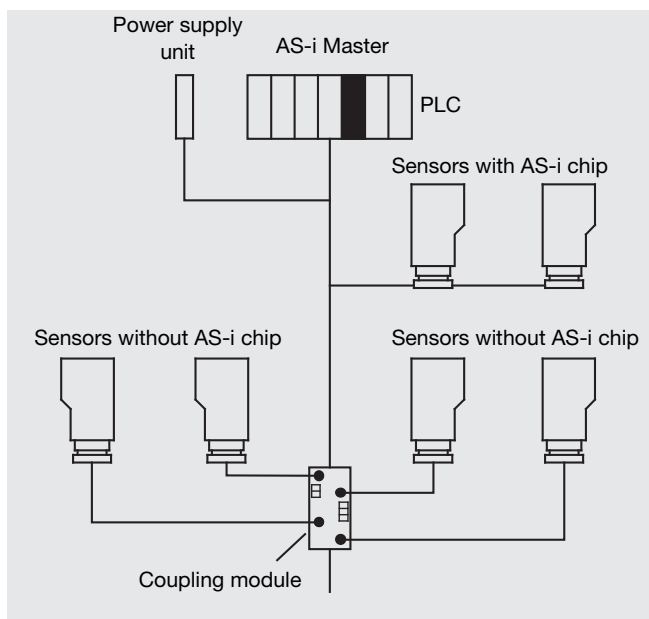 Power supply
unit
AS-i Master
PLC
Sensors with AS-i chip
Sensors without AS-i chip
Sensors without AS-i chip
Coupling module